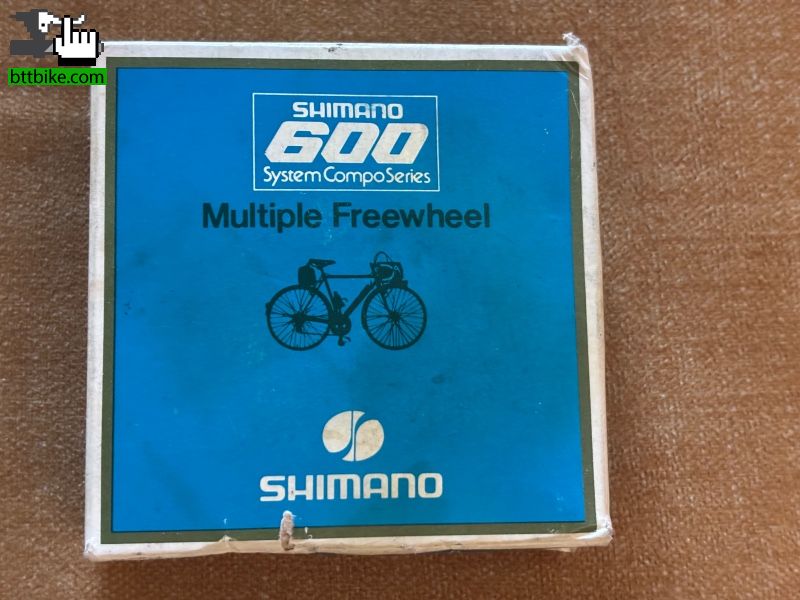 bttbike.com
SHIMANO
600
System CompoSeries
Multiple Freewheel
SHIMANO